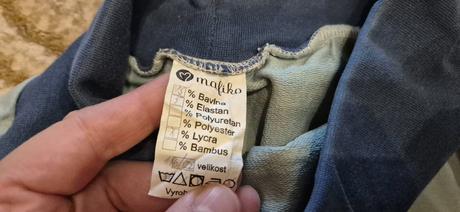 mafiko
% Bavlna
% Elastan
% Polyuretan
% Polyester
% Lycra
% Bambus
velikost